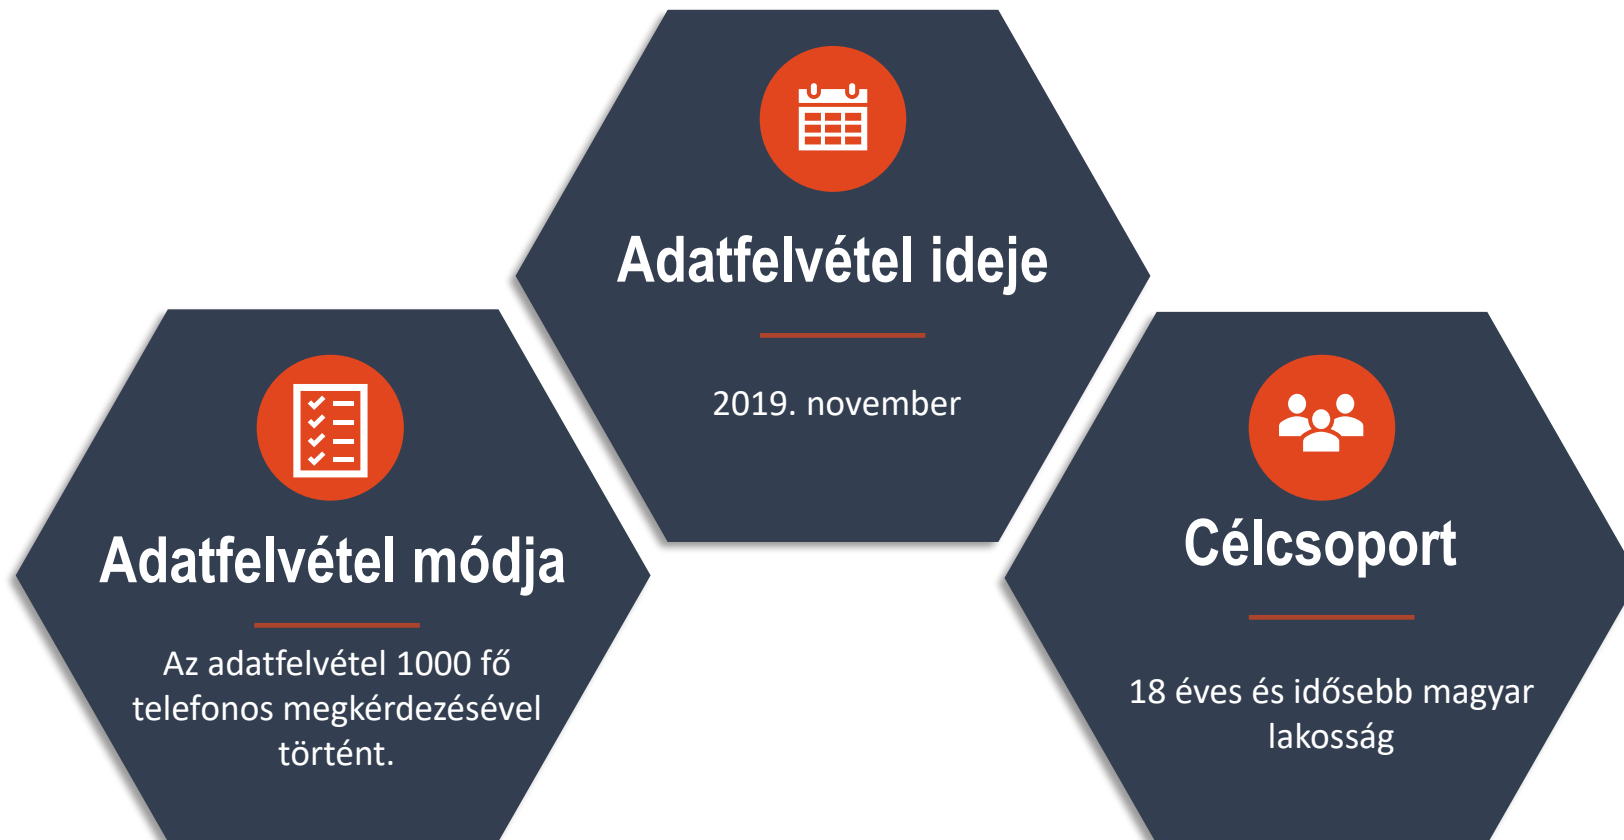 Adatfelvétel ideje
2019. november
Adatfelvétel módja
Az adatfelvétel 1000 fő
telefonos megkérdezésével
történt.
Célcsoport
18 éves és idősebb magyar
lakosság